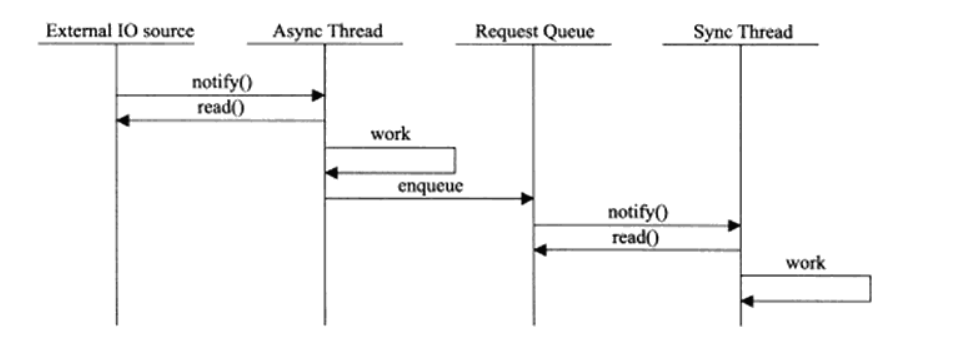 External IO source
Async Thread
Request Queue
Sync Thread
notify()
read()
work
enqueue
notify()
read()
work